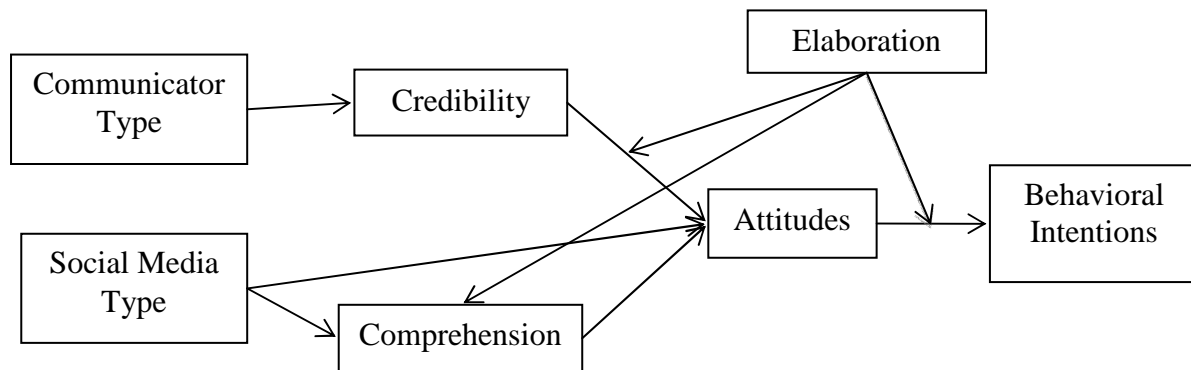 Elaboration
Communicator
Type
Credibility
Attitudes
Behavioral
Intentions
Social Media
Type
Comprehension